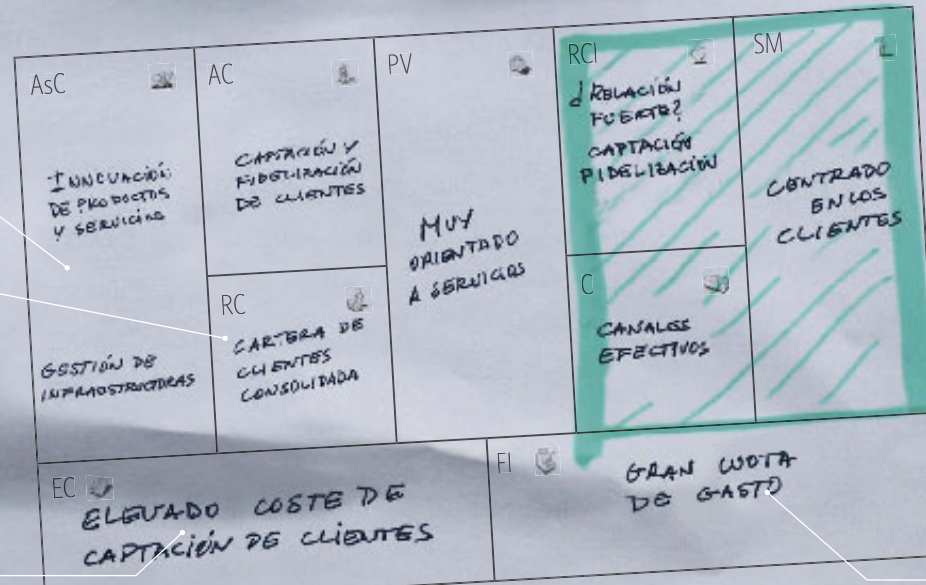 AsC
INNOVACIÓN
DE PRODUCTOS
Y SERVICIOS
GESTIÓN DE
INFRAESTRUCTURAS
AC
CAPTACIÓN Y
FIDELIZACIÓN
DE CLIENTES
RC
CARTERA DE
CLIENTES
CONSOLIDADA
PV
MUY
ORIENTADO
A SERVICIOS
RCl
¿RELACIÓN
FUERTE?
CAPTACIÓN
FIDELIZACIÓN
C
CANALES
EFECTIVOS
SM
CENTRADO
EN LOS
CLIENTES
EC
ELEVADO COSTE DE
CAPTACIÓN DE CLIENTES
FI
GRAN CUOTA
DE GASTO